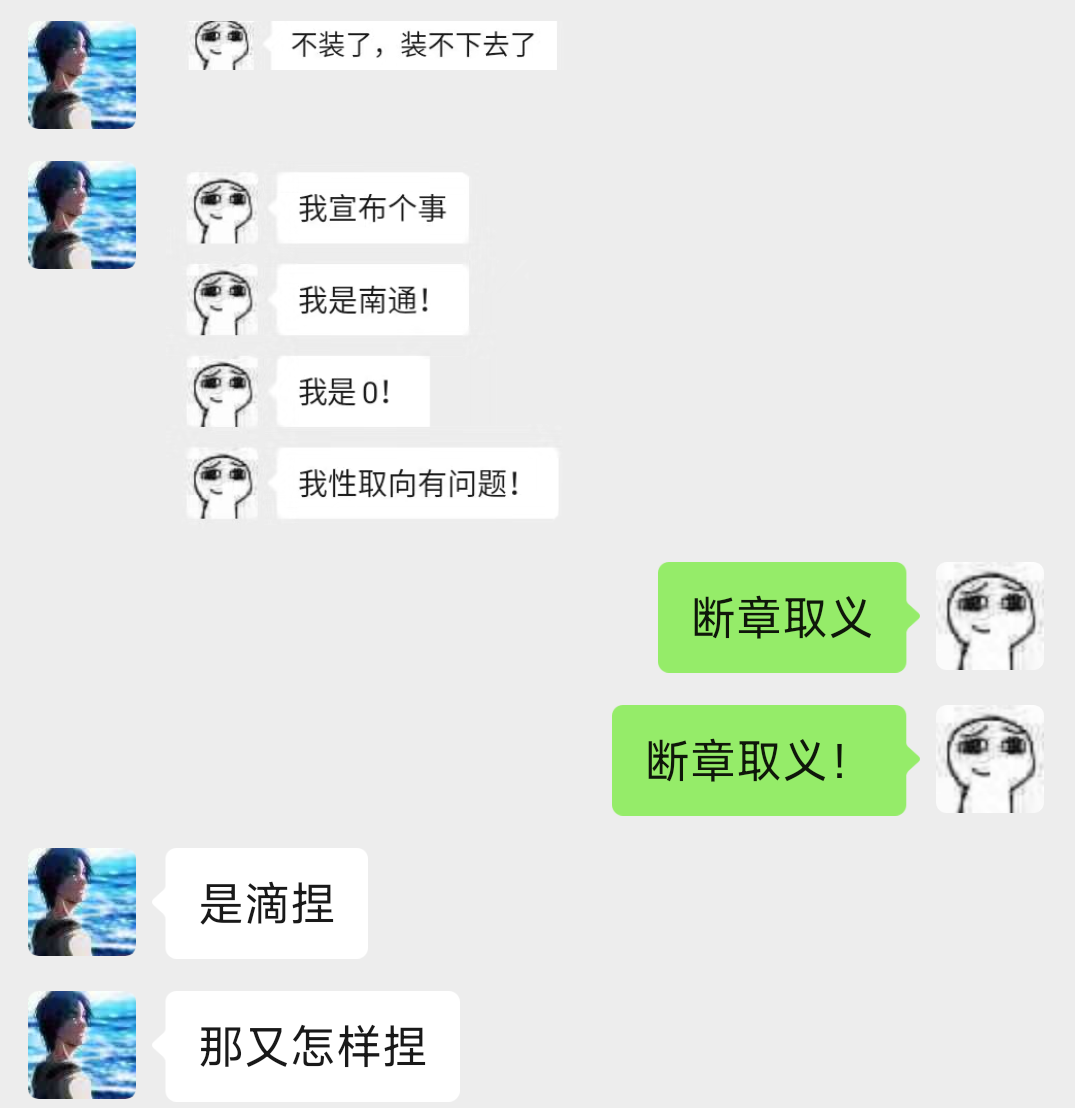 不装了，装不下去了
我宣布个事
我是南通！
我是 0！
我性取向有问题！
断章取义
断章取义！
是滴捏
那又怎样捏